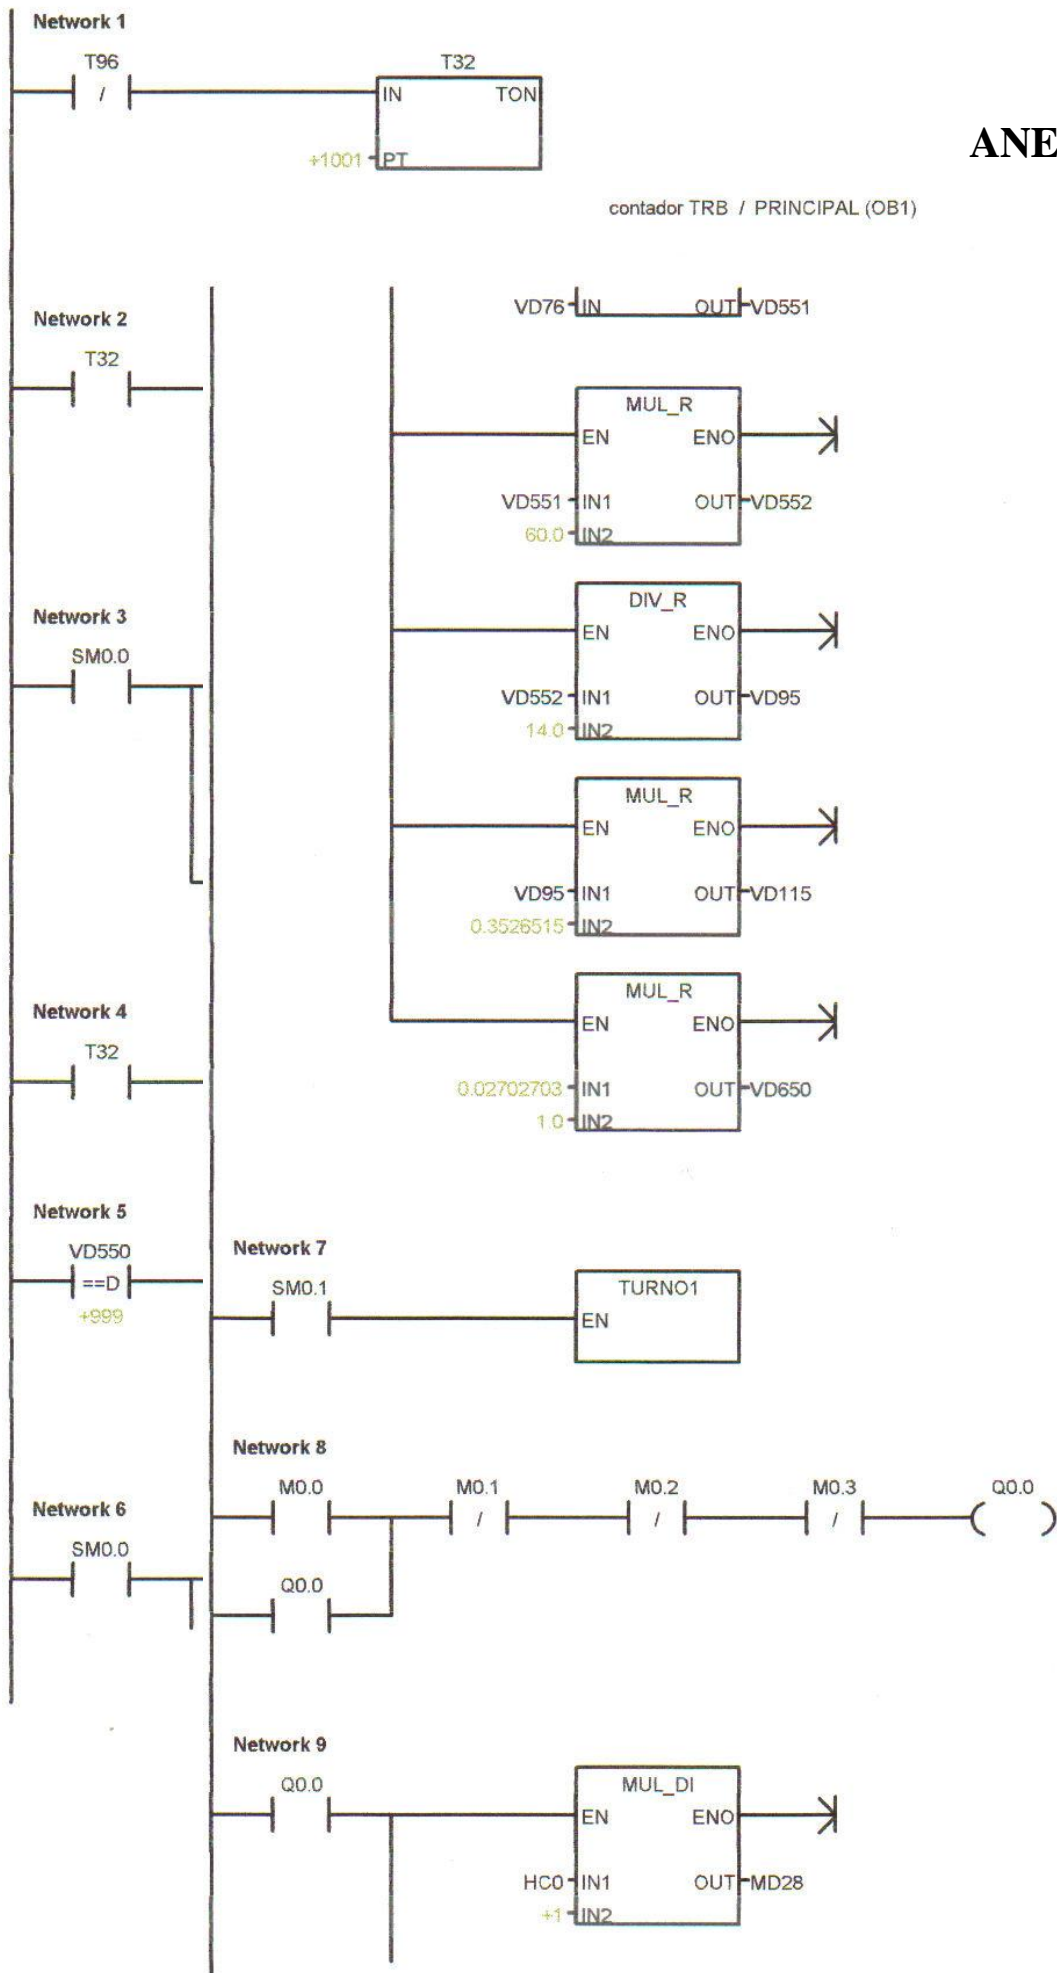 Network 1
T96
/
T32
IN TON
+1001 PT
ANE
contador TRB / PRINCIPAL (OB1)
Network 2
T32
Network 3
SM0.0
Network 4
T32
Network 5
VD550
==D
+999
Network 6
SM0.0
VD76 IN OUT VD551
MUL_R
EN ENO
VD551 IN1 OUT VD552
60.0 IN2
DIV_R
EN ENO
VD552 IN1 OUT VD95
14.0 IN2
MUL_R
EN ENO
VD95 IN1 OUT VD115
0.3526515 IN2
MUL_R
EN ENO
0.02702703 IN1 OUT VD650
1.0 IN2
Network 7
SM0.1
TURNO1
EN
Network 8
M0.0 M0.1 M0.2 M0.3 Q0.0
/ / /
Q0.0
Network 9
Q0.0
MUL_DI
EN ENO
HC0 IN1 OUT MD28
+1 IN2